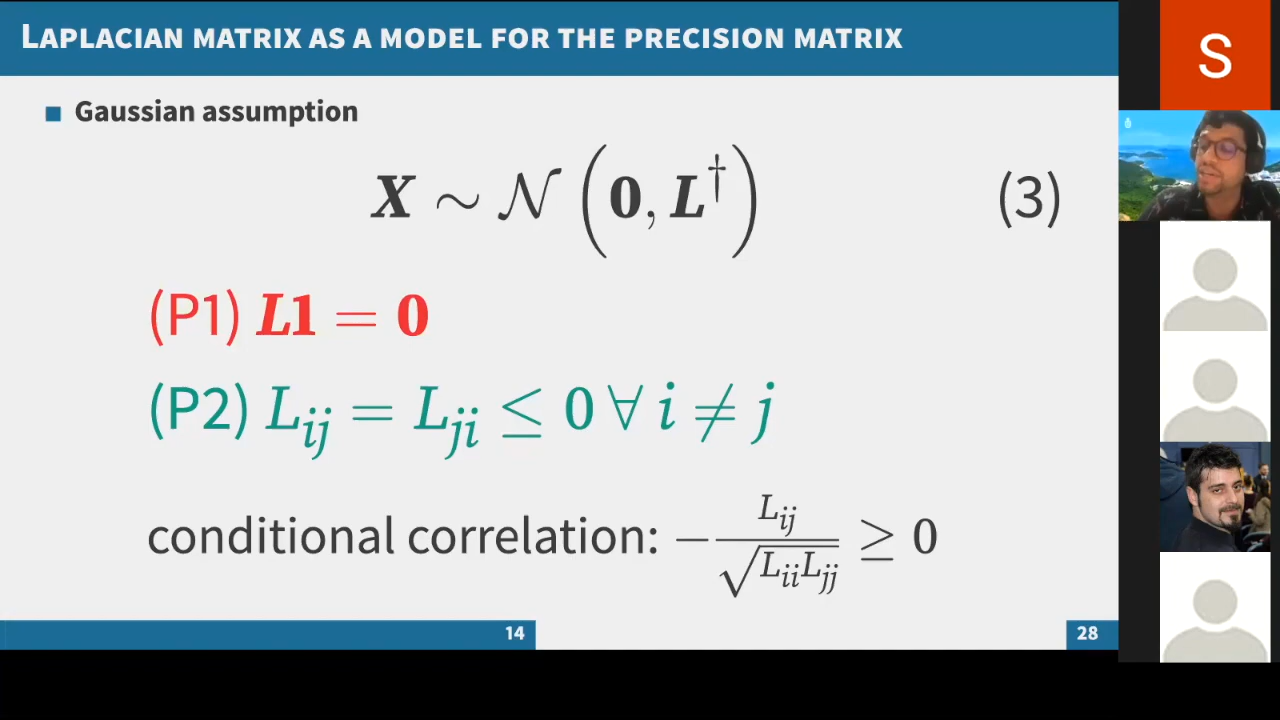 LAPLACIAN MATRIX AS A MODEL FOR THE PRECISION MATRIX
S
Gaussian assumption
X ∼ 𝒩 (0, L†) (3)
(P1) L1 = 0
(P2) Lᵢⱼ = Lⱼᵢ ≤ 0 ∀ i ≠ j
conditional correlation: −Lᵢⱼ/√(LᵢᵢLⱼⱼ) ≥ 0
14 28